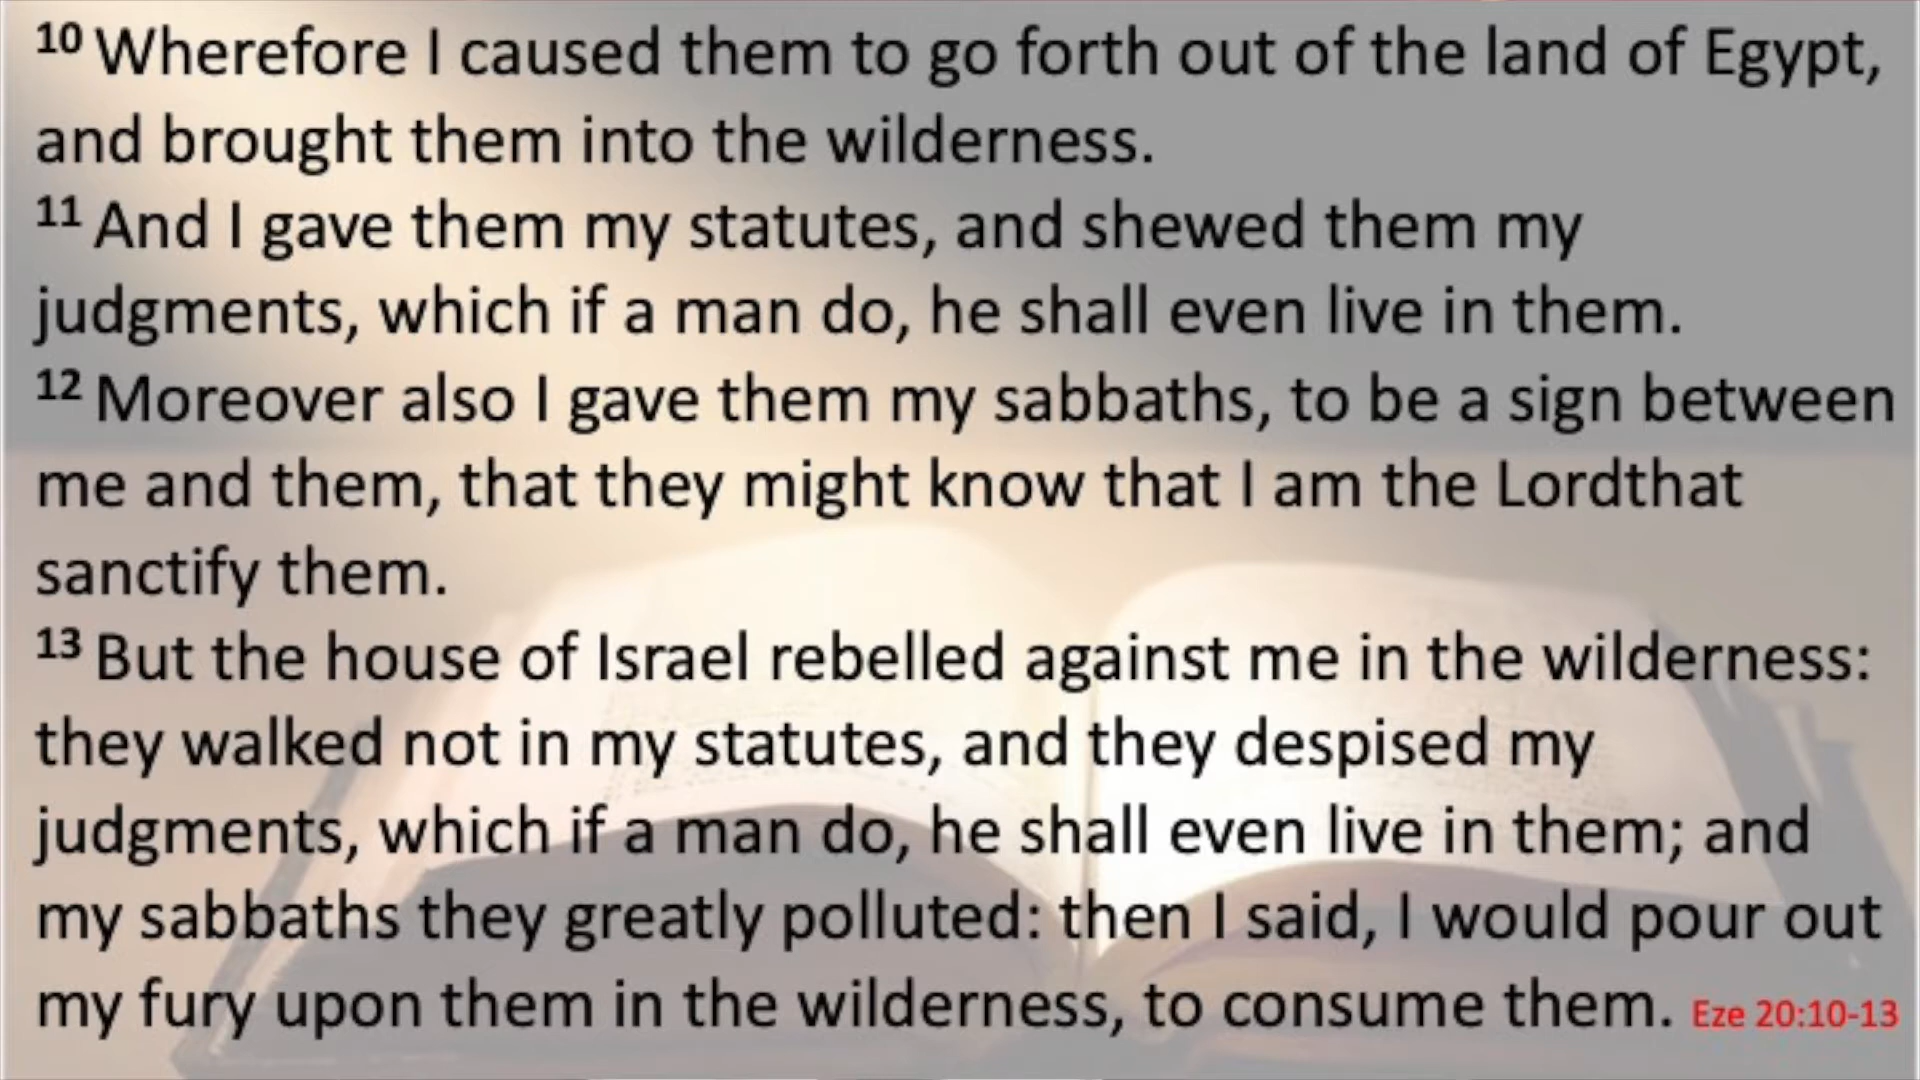 10 Wherefore I caused them to go forth out of the land of Egypt,
and brought them into the wilderness.
11 And I gave them my statutes, and shewed them my
judgments, which if a man do, he shall even live in them.
12 Moreover also I gave them my sabbaths, to be a sign between
me and them, that they might know that I am the Lordthat
sanctify them.
13 But the house of Israel rebelled against me in the wilderness:
they walked not in my statutes, and they despised my
judgments, which if a man do, he shall even live in them; and
my sabbaths they greatly polluted: then I said, I would pour out
my fury upon them in the wilderness, to consume them. Eze 20:10-13